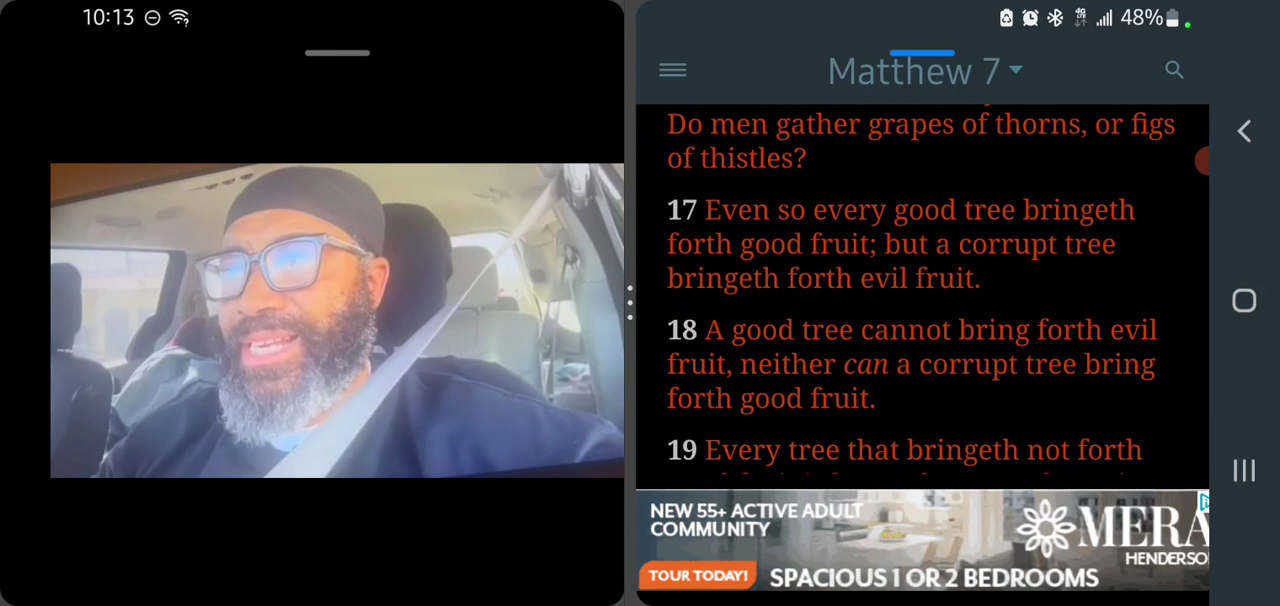 10:13
48%
Matthew 7
Do men gather grapes of thorns, or figs
of thistles?
17 Even so every good tree bringeth
forth good fruit; but a corrupt tree
bringeth forth evil fruit.
18 A good tree cannot bring forth evil
fruit, neither can a corrupt tree bring
forth good fruit.
19 Every tree that bringeth not forth
NEW 55+ ACTIVE ADULT
COMMUNITY
TOUR TODAY!
SPACIOUS 1 OR 2 BEDROOMS
MERA
HENDERSO